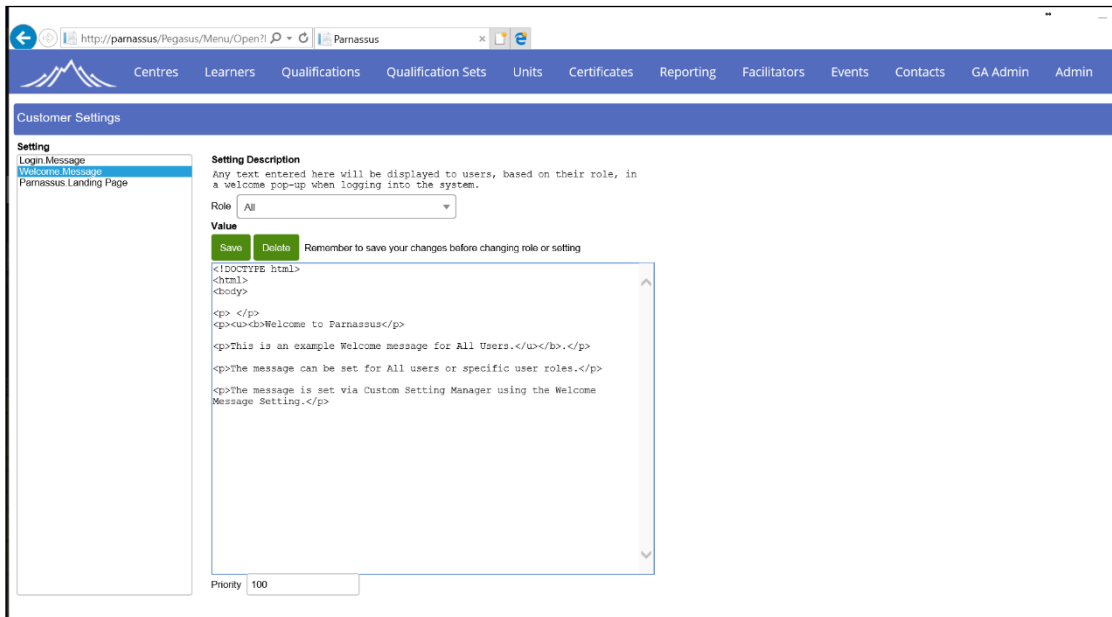 http://parnassus/Pegasus/Menu/Open?I
Parnassus
Centres Learners Qualifications Qualification Sets Units Certificates Reporting Facilitators Events Contacts GA Admin Admin
Customer Settings
Setting
Login.Message
Welcome.Message
Parnassus.Landing Page
Setting Description
Any text entered here will be displayed to users, based on their role, in
a welcome pop-up when logging into the system.
Role All
Value
Save Delete Remember to save your changes before changing role or setting
<!DOCTYPE html>
<html>
<body>
<p> </p>
<p><u><b>Welcome to Parnassus</p>
<p>This is an example Welcome message for All Users.</u></b>.</p>
<p>The message can be set for All users or specific user roles.</p>
<p>The message is set via Custom Setting Manager using the Welcome
Message Setting.</p>
Priority 100